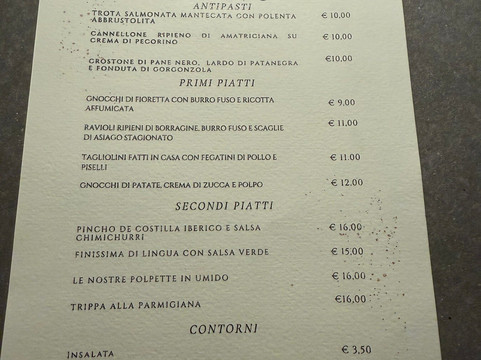 ANTIPASTI
TROTA SALMONATA MANTECATA CON POLENTA € 10,00
ABBRUSTOLITA
CANNELLONE RIPIENO DI AMATRICIANA SU € 10,00
CREMA DI PECORINO
CROSTONE DI PANE NERO, LARDO DI PATANEGRA €10,00
E FONDUTA DI GORGONZOLA
PRIMI PIATTI
GNOCCHI DI FIORETTA CON BURRO FUSO E RICOTTA € 9,00
AFFUMICATA
RAVIOLI RIPIENI DI BORRAGINE, BURRO FUSO E SCAGLIE € 11,00
DI ASIAGO STAGIONATO
TAGLIOLINI FATTI IN CASA CON FEGATINI DI POLLO E € 11.00
PISELLI
GNOCCHI DI PATATE, CREMA DI ZUCCA E POLPO € 12.00
SECONDI PIATTI
PINCHO DE COSTILLA IBERICO E SALSA € 16,00
CHIMICHURRI
FINISSIMA DI LINGUA CON SALSA VERDE € 15,00
LE NOSTRE POLPETTE IN UMIDO € 16,00
TRIPPA ALLA PARMIGIANA €16,00
CONTORNI
INSALATA € 3,50